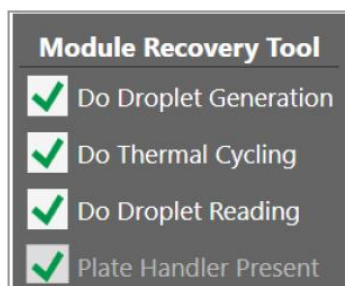 Module Recovery Tool
Do Droplet Generation
Do Thermal Cycling
Do Droplet Reading
Plate Handler Present